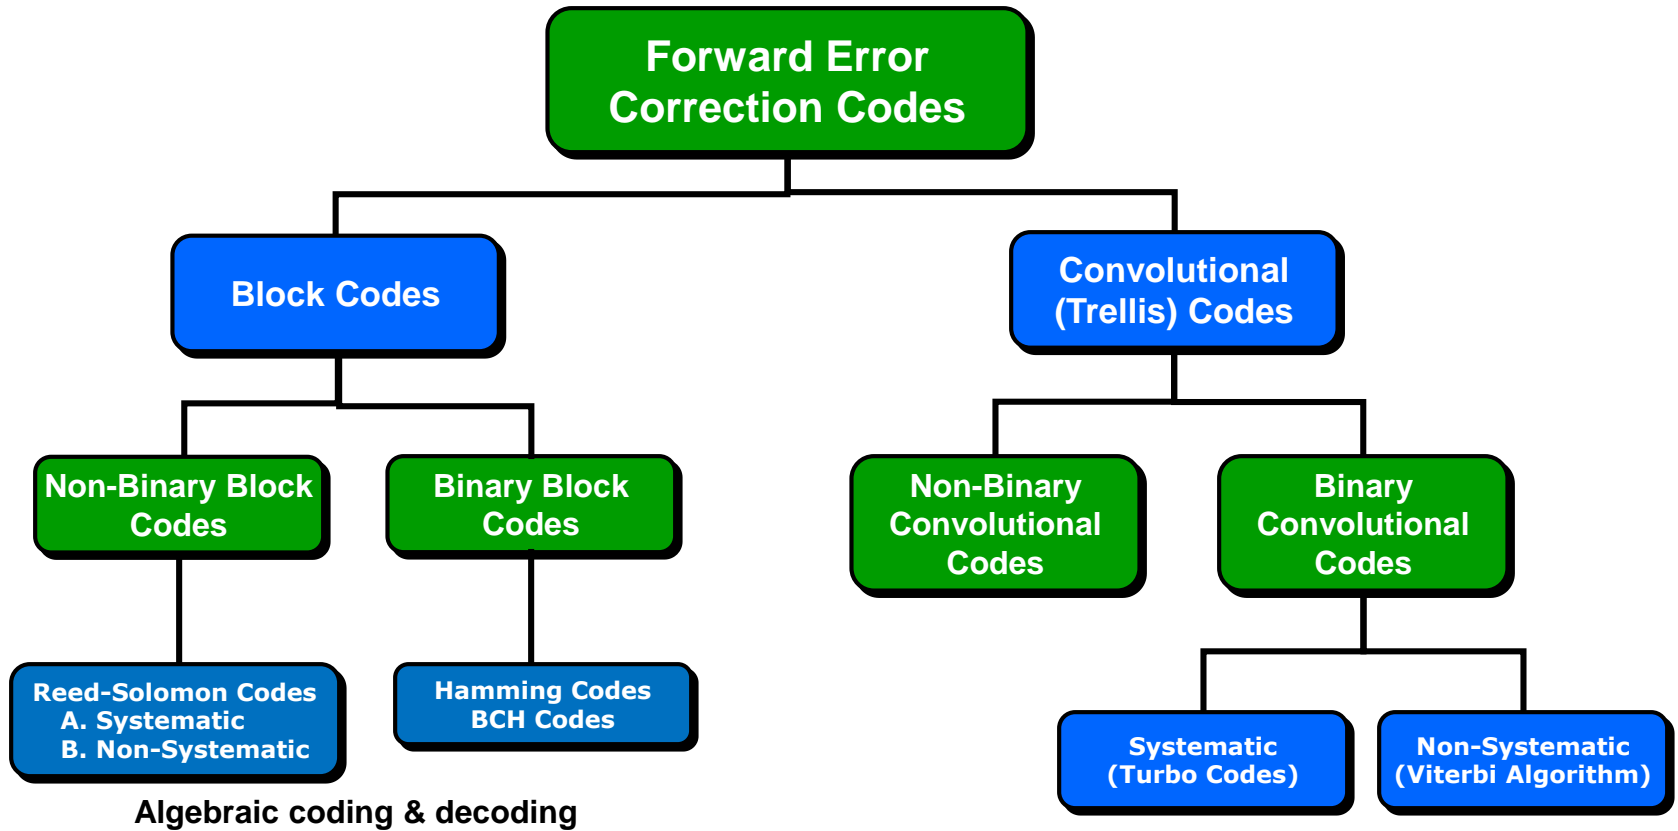 Forward Error
Correction Codes
Block Codes
Convolutional
(Trellis) Codes
Non-Binary Block
Codes
Binary Block
Codes
Non-Binary
Convolutional
Codes
Binary
Convolutional
Codes
Reed-Solomon Codes
A. Systematic
B. Non-Systematic
Hamming Codes
BCH Codes
Systematic
(Turbo Codes)
Non-Systematic
(Viterbi Algorithm)
Algebraic coding & decoding